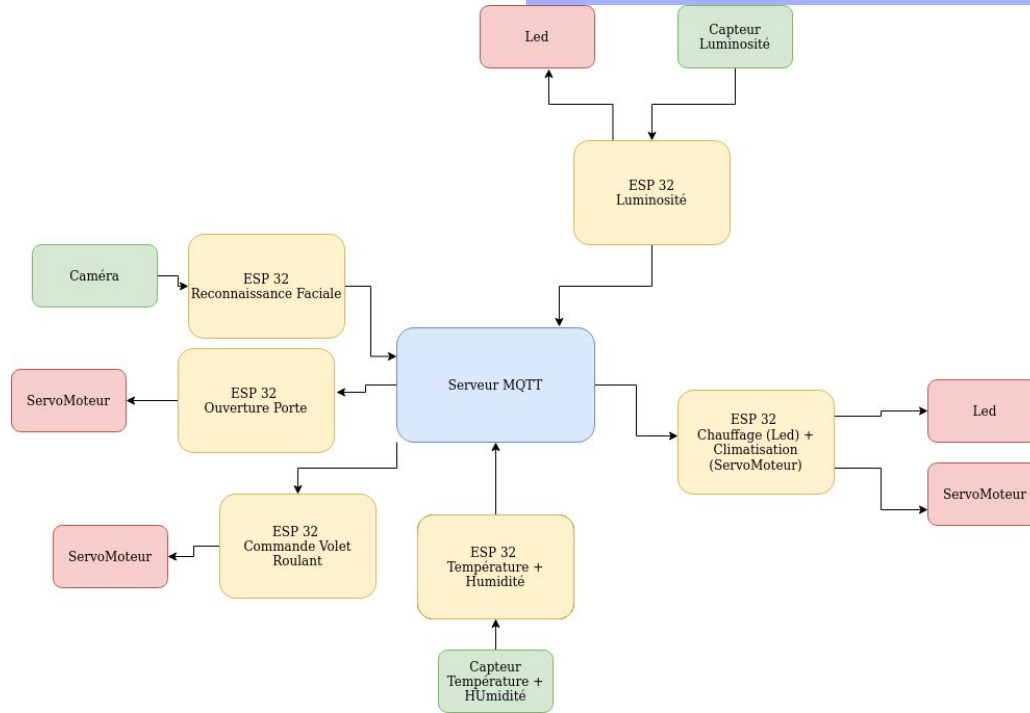 Led
Capteur
Luminosité
ESP 32
Luminosité
Caméra
ESP 32
Reconnaissance Faciale
Serveur MQTT
ServoMoteur
ESP 32
Ouverture Porte
ESP 32
Chauffage (Led) +
Climatisation
(ServoMoteur)
Led
ServoMoteur
ServoMoteur
ESP 32
Commande Volet
Roulant
ESP 32
Température +
Humidité
Capteur
Température +
HUmidité